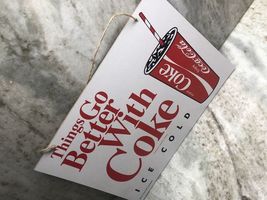 Things Go
Better
With
Coke
ICE COLD
Coke
Coca-Cola